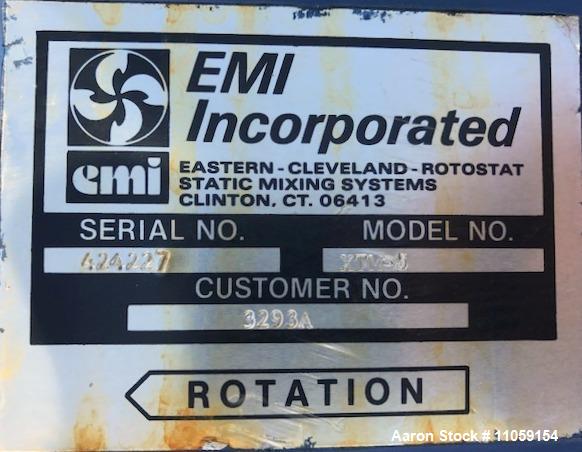 EMI
Incorporated
emi
EASTERN-CLEVELAND-ROTOSTAT
STATIC MIXING SYSTEMS
CLINTON, CT. 06413
SERIAL NO. MODEL NO.
424227
CUSTOMER NO.
3293A
ROTATION
Aaron Stock # 11059154